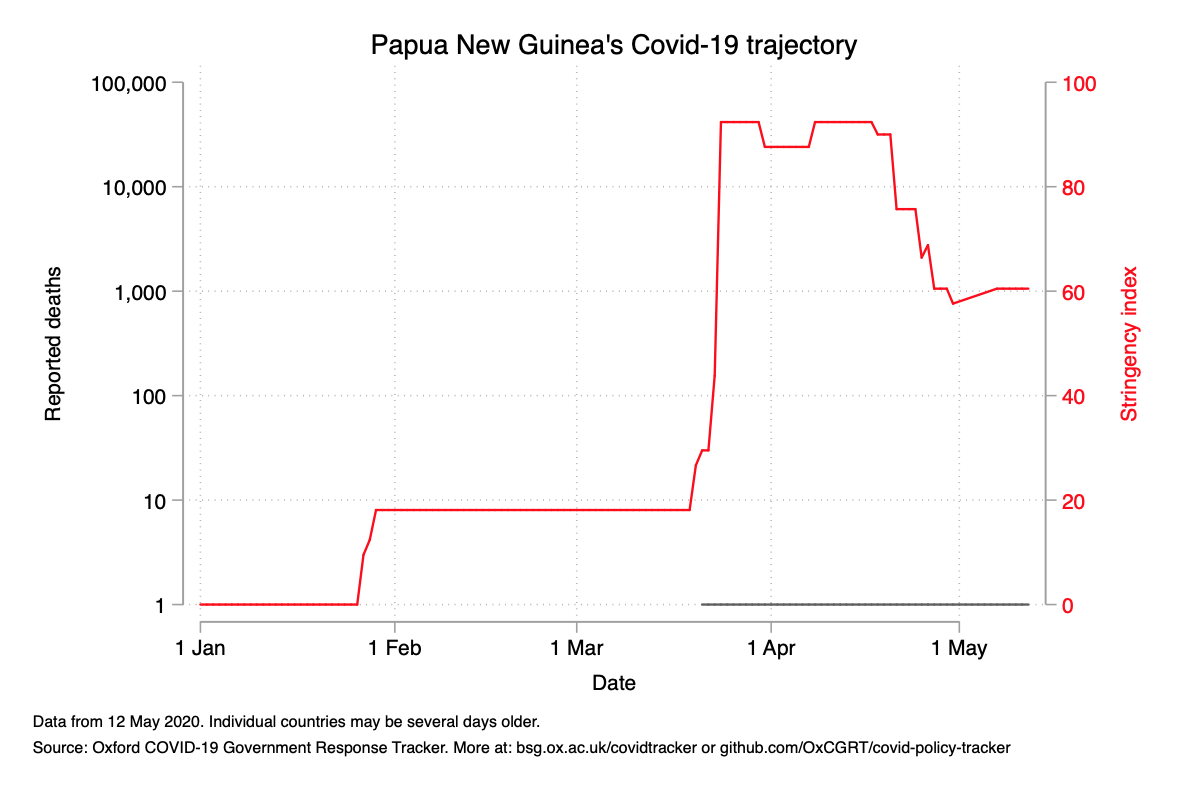 Papua New Guinea's Covid-19 trajectory
100,000
10,000
1,000
100
10
1
Reported deaths
100
80
60
40
20
0
Stringency index
1 Jan
1 Feb
1 Mar
1 Apr
1 May
Date
Data from 12 May 2020. Individual countries may be several days older.
Source: Oxford COVID-19 Government Response Tracker. More at: bsg.ox.ac.uk/covidtracker or github.com/OxCGRT/covid-policy-tracker